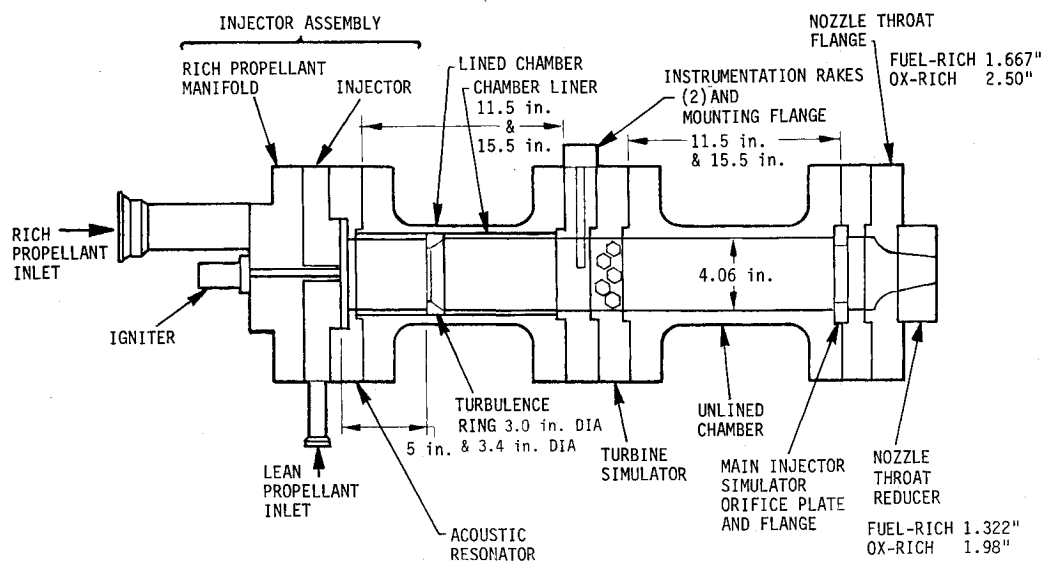 INJECTOR ASSEMBLY
RICH PROPELLANT
MANIFOLD
INJECTOR
LINED CHAMBER
CHAMBER LINER
11.5 in.
&
15.5 in.
INSTRUMENTATION RAKES
(2) AND
MOUNTING FLANGE
11.5 in.
& 15.5 in.
NOZZLE THROAT
FLANGE
FUEL-RICH 1.667"
OX-RICH 2.50"
RICH
PROPELLANT
INLET
IGNITER
4.06 in.
LEAN
PROPELLANT
INLET
5 in.
TURBULENCE
RING 3.0 in. DIA
& 3.4 in. DIA
ACOUSTIC
RESONATOR
TURBINE
SIMULATOR
UNLINED
CHAMBER
MAIN INJECTOR
SIMULATOR
ORIFICE PLATE
AND FLANGE
NOZZLE
THROAT
REDUCER
FUEL-RICH 1.322"
OX-RICH 1.98"